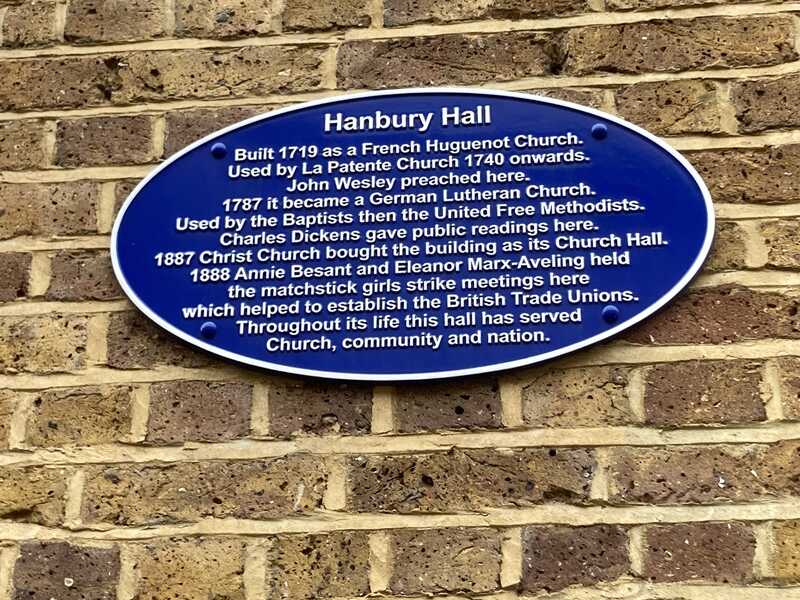 Hanbury Hall
Built 1719 as a French Huguenot Church.
Used by La Patente Church 1740 onwards.
John Wesley preached here.
1787 it became a German Lutheran Church.
Used by the Baptists then the United Free Methodists.
Charles Dickens gave public readings here.
1887 Christ Church bought the building as its Church Hall.
1888 Annie Besant and Eleanor Marx-Aveling held
the matchstick girls strike meetings here
which helped to establish the British Trade Unions.
Throughout its life this hall has served
Church, community and nation.